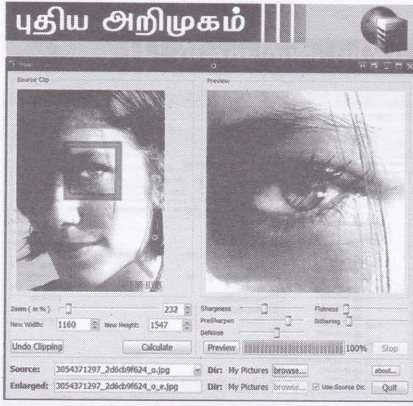 புதிய அறிமுகம்
Source Clip Preview
Zoom ( in % ) 232 Sharpness Flatness
New Width: 1160 New Height: 1547 PreSharpen Dithering
DeNoise
Undo Clipping Calculate Preview 100% Stop
Source: 3054371297_2d6cb9f624_o.jpg Dir: My Pictures browse... about...
Enlarged: 3054371297_2d6cb9f624_o_e.jpg Dir: My Pictures browse... Use Source Dir. Quit